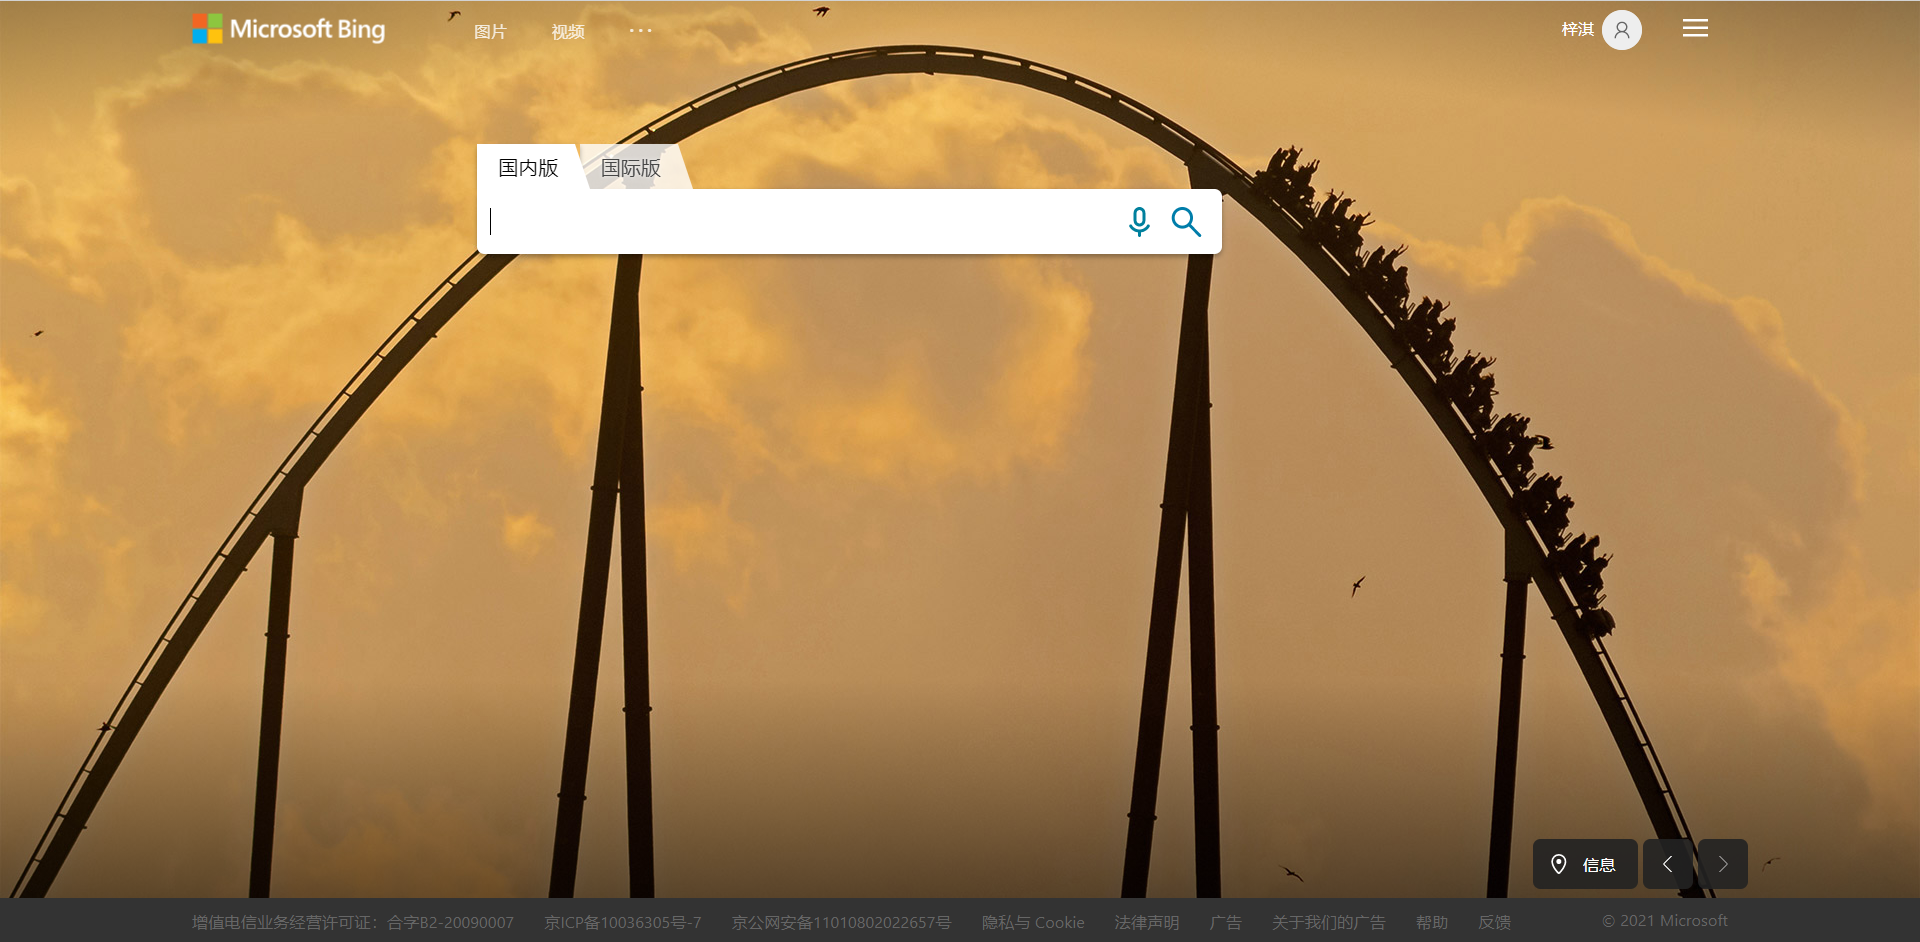 Microsoft Bing
图片
视频
...
梓淇
国内版
国际版
信息
增值电信业务经营许可证：合字B2-20090007
京ICP备10036305号-7
京公网安备11010802022657号
隐私与 Cookie
法律声明
广告
关于我们的广告
帮助
反馈
© 2021 Microsoft